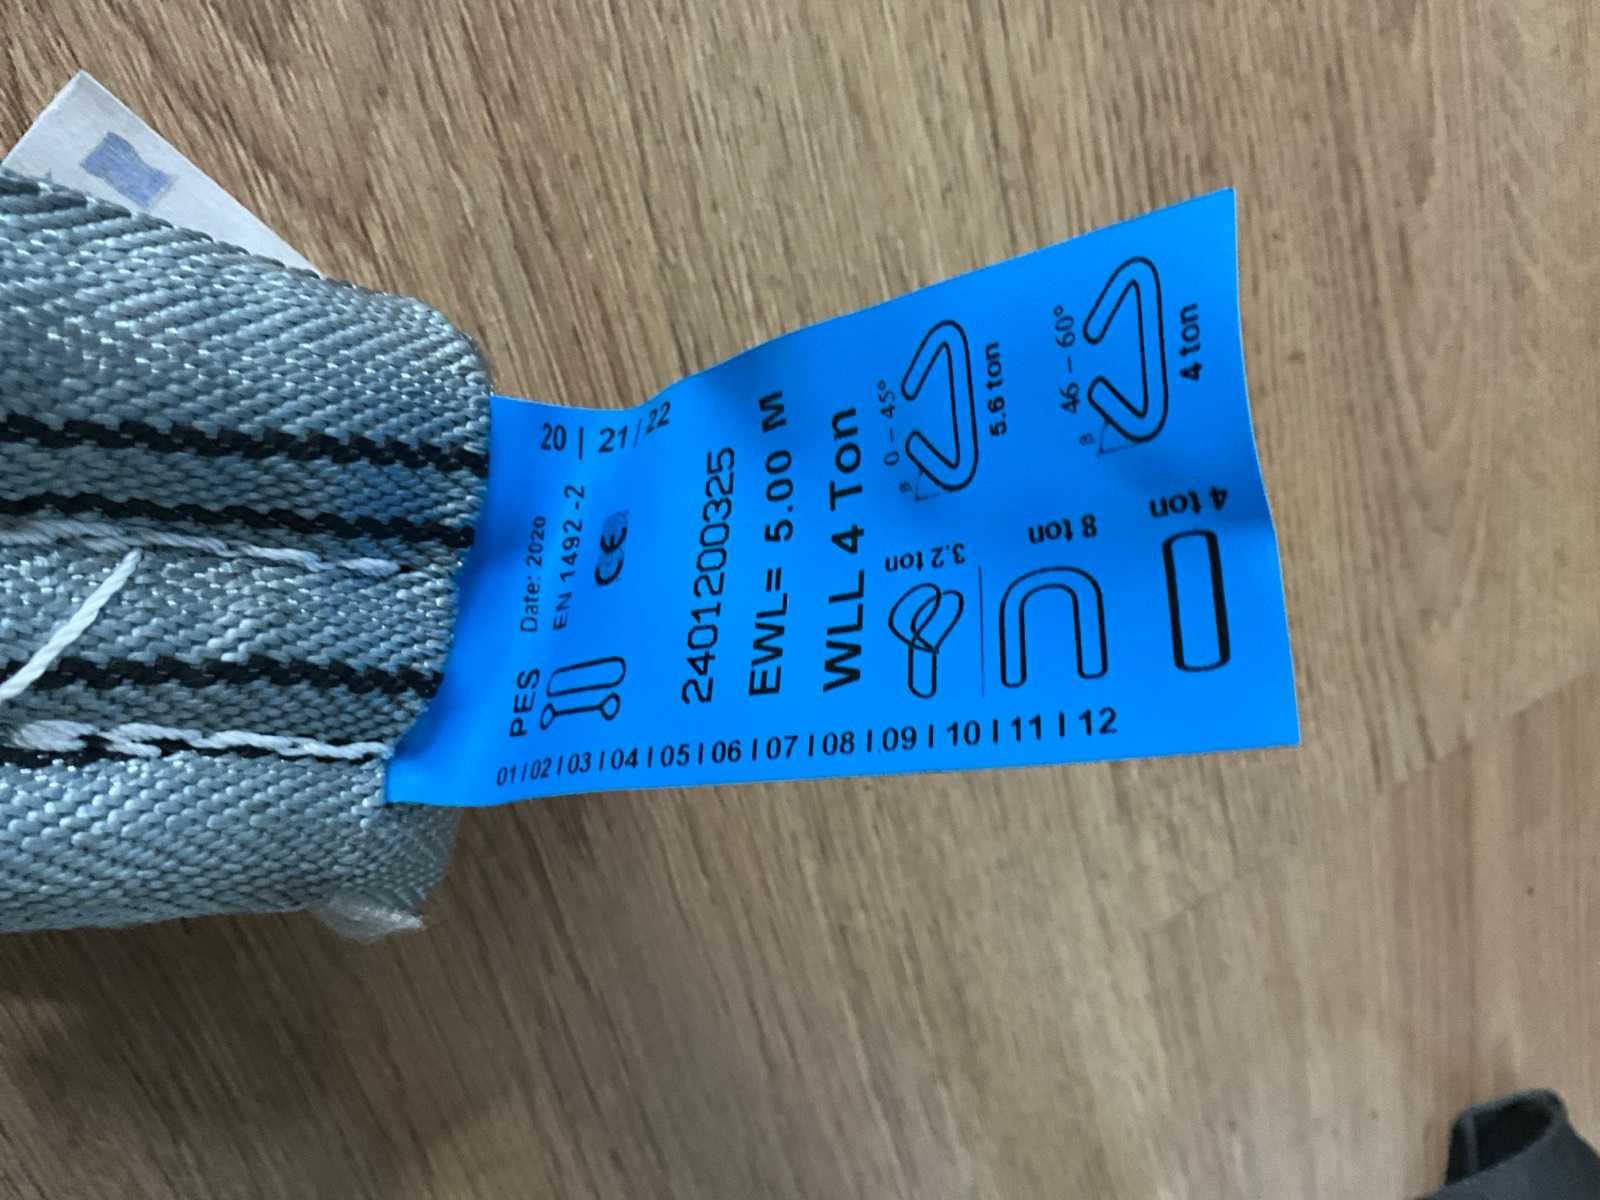 PES Date: 2020 20 | 21 / 22
EN 1492 -2
CE
2401200325
EWL= 5.00 M
WLL 4 Ton
3.2 ton
β 0 – 45°
5.6 ton
8 ton
β 46 – 60°
4 ton
4 ton
01 I 02 I 03 I 04 I 05 I 06 I 07 I 08 I 09 I 10 I 11 I 12